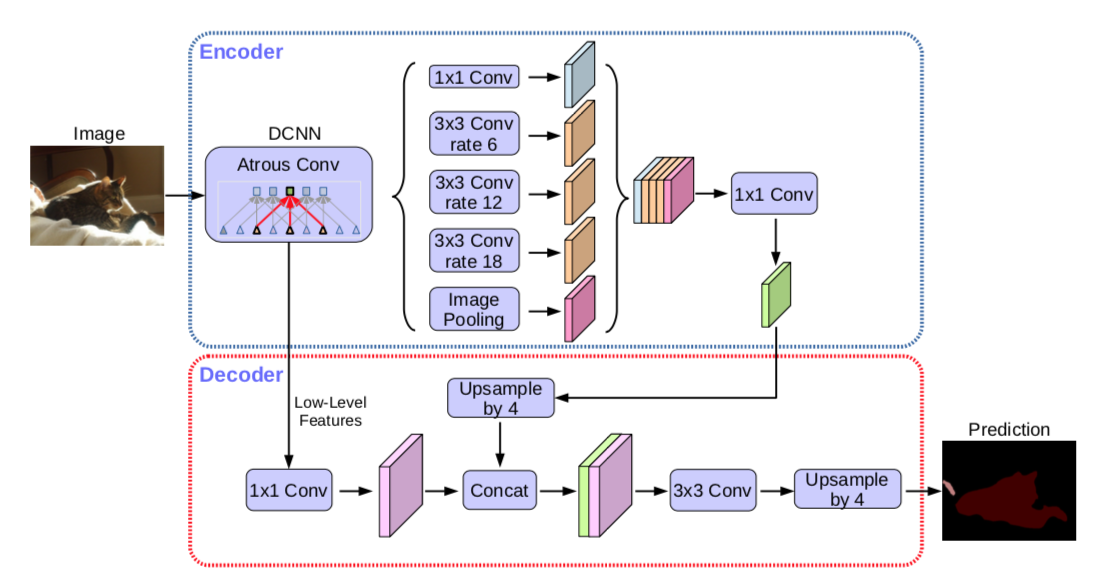 Encoder
Image
DCNN
Atrous Conv
1x1 Conv
3x3 Conv
rate 6
3x3 Conv
rate 12
3x3 Conv
rate 18
Image
Pooling
1x1 Conv
Decoder
Low-Level
Features
Upsample
by 4
1x1 Conv
Concat
3x3 Conv
Upsample
by 4
Prediction